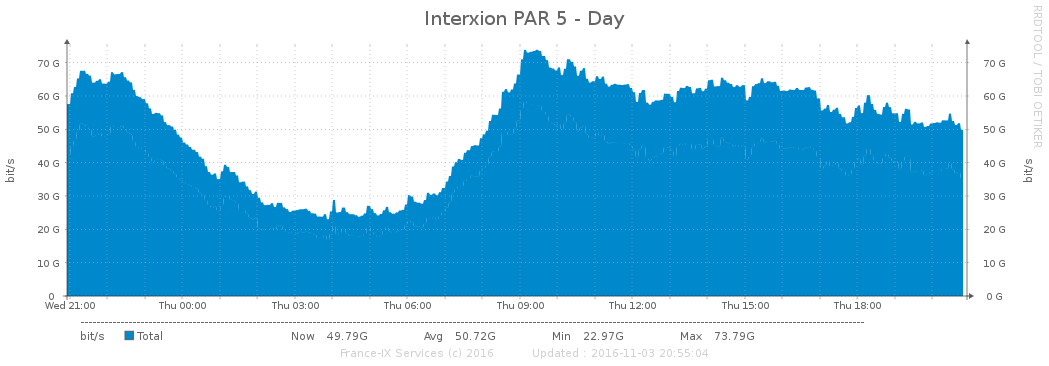 Interxion PAR 5 - Day
RRDTOOL / TOBI OETIKER
bit/s
70 G 70 G
60 G 60 G
50 G 50 G
40 G 40 G
30 G 30 G
20 G 20 G
10 G 10 G
0 0 G
bit/s
Wed 21:00 Thu 00:00 Thu 03:00 Thu 06:00 Thu 09:00 Thu 12:00 Thu 15:00 Thu 18:00
bit/s Total Now 49.79G Avg 50.72G Min 22.97G Max 73.79G
France-IX Services (c) 2016 Updated : 2016-11-03 20:55:04